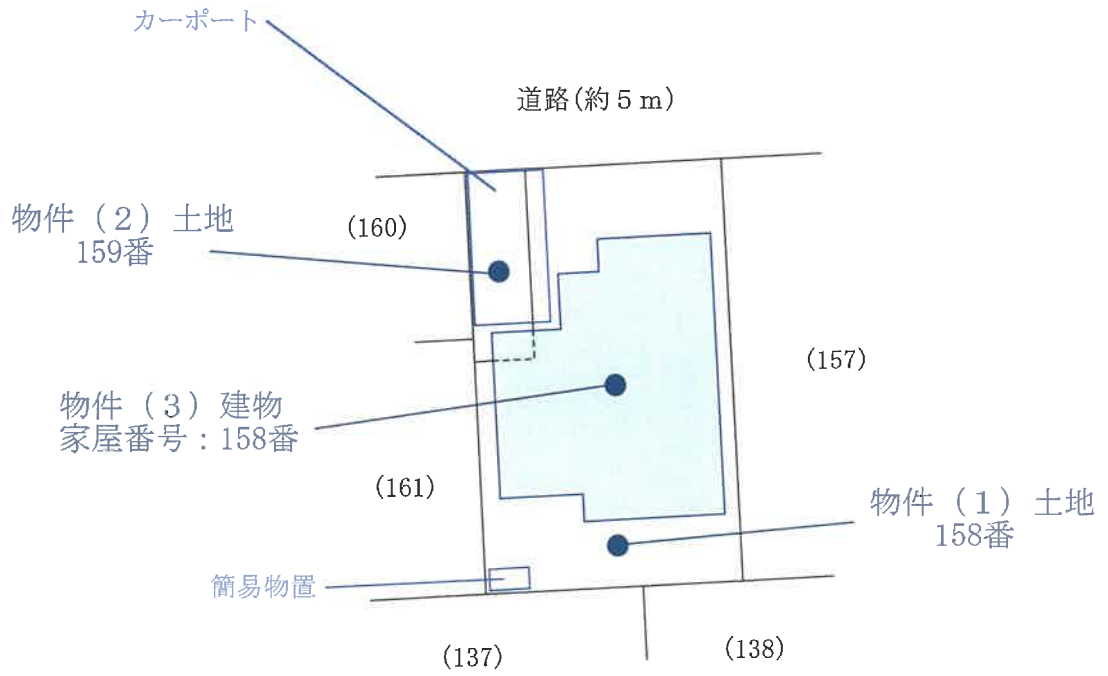 カーポート
道路(約5m)
物件(2)土地
159番
(160)
(157)
物件(3)建物
家屋番号:158番
(161)
物件(1)土地
158番
簡易物置
(137)
(138)